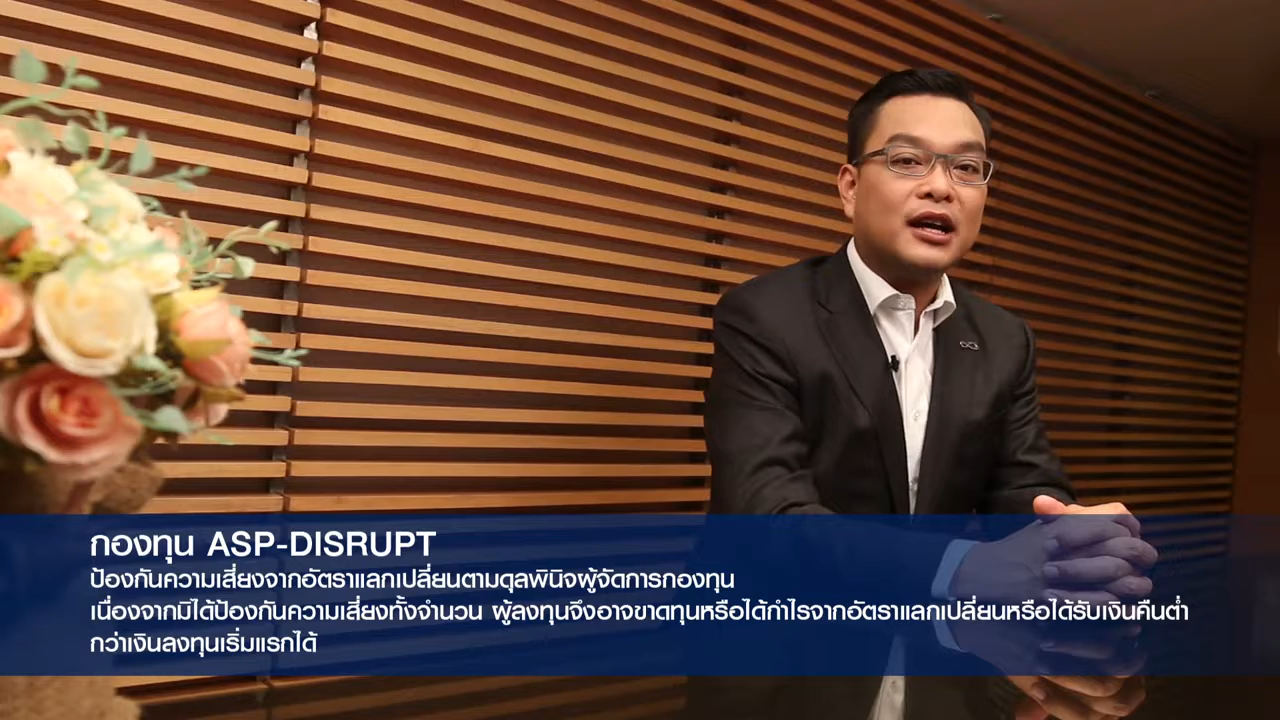 กองทุน ASP-DISRUPT
ป้องกันความเสี่ยงจากอัตราแลกเปลี่ยนตามดุลพินิจผู้จัดการกองทุน
เนื่องจากมิได้ป้องกันความเสี่ยงทั้งจำนวน ผู้ลงทุนจึงอาจขาดทุนหรือได้กำไรจากอัตราแลกเปลี่ยนหรือได้รับเงินคืนต่ำ
กว่าเงินลงทุนเริ่มแรกได้